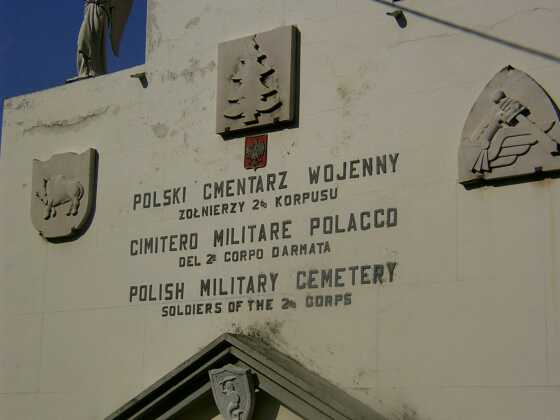 POLSKI CMENTARZ WOJENNY
ŻOŁNIERZY 2GO KORPUSU
CIMITERO MILITARE POLACCO
DEL 2º CORPO D'ARMATA
POLISH MILITARY CEMETERY
SOLDIERS OF THE 2ND CORPS